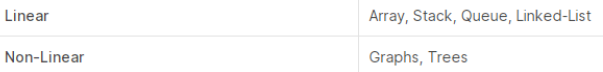 Linear Array, Stack, Queue, Linked-List
Non-Linear Graphs, Trees